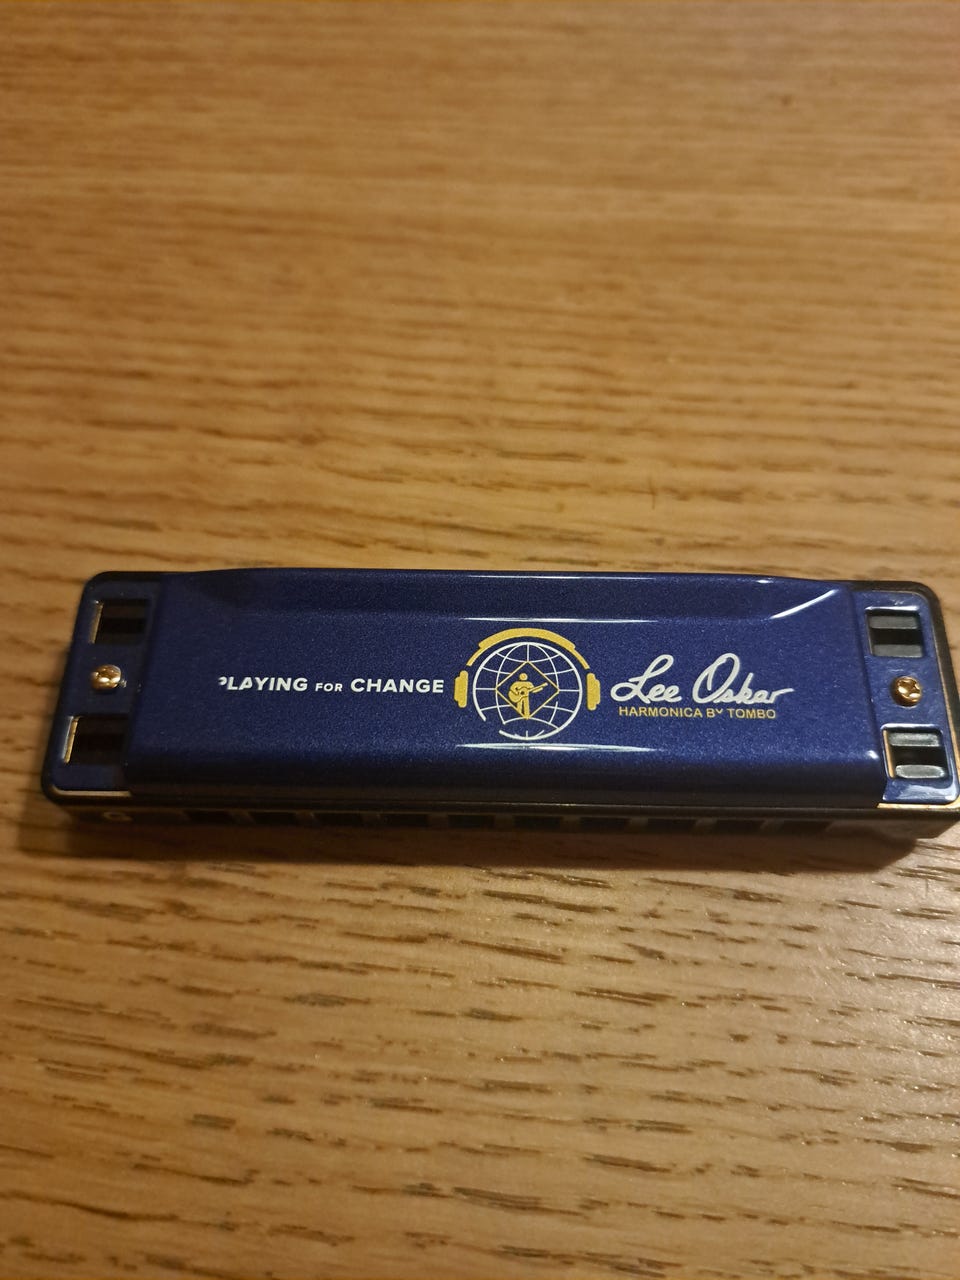 PLAYING FOR CHANGE
Lee Oskar
HARMONICA BY TOMBO